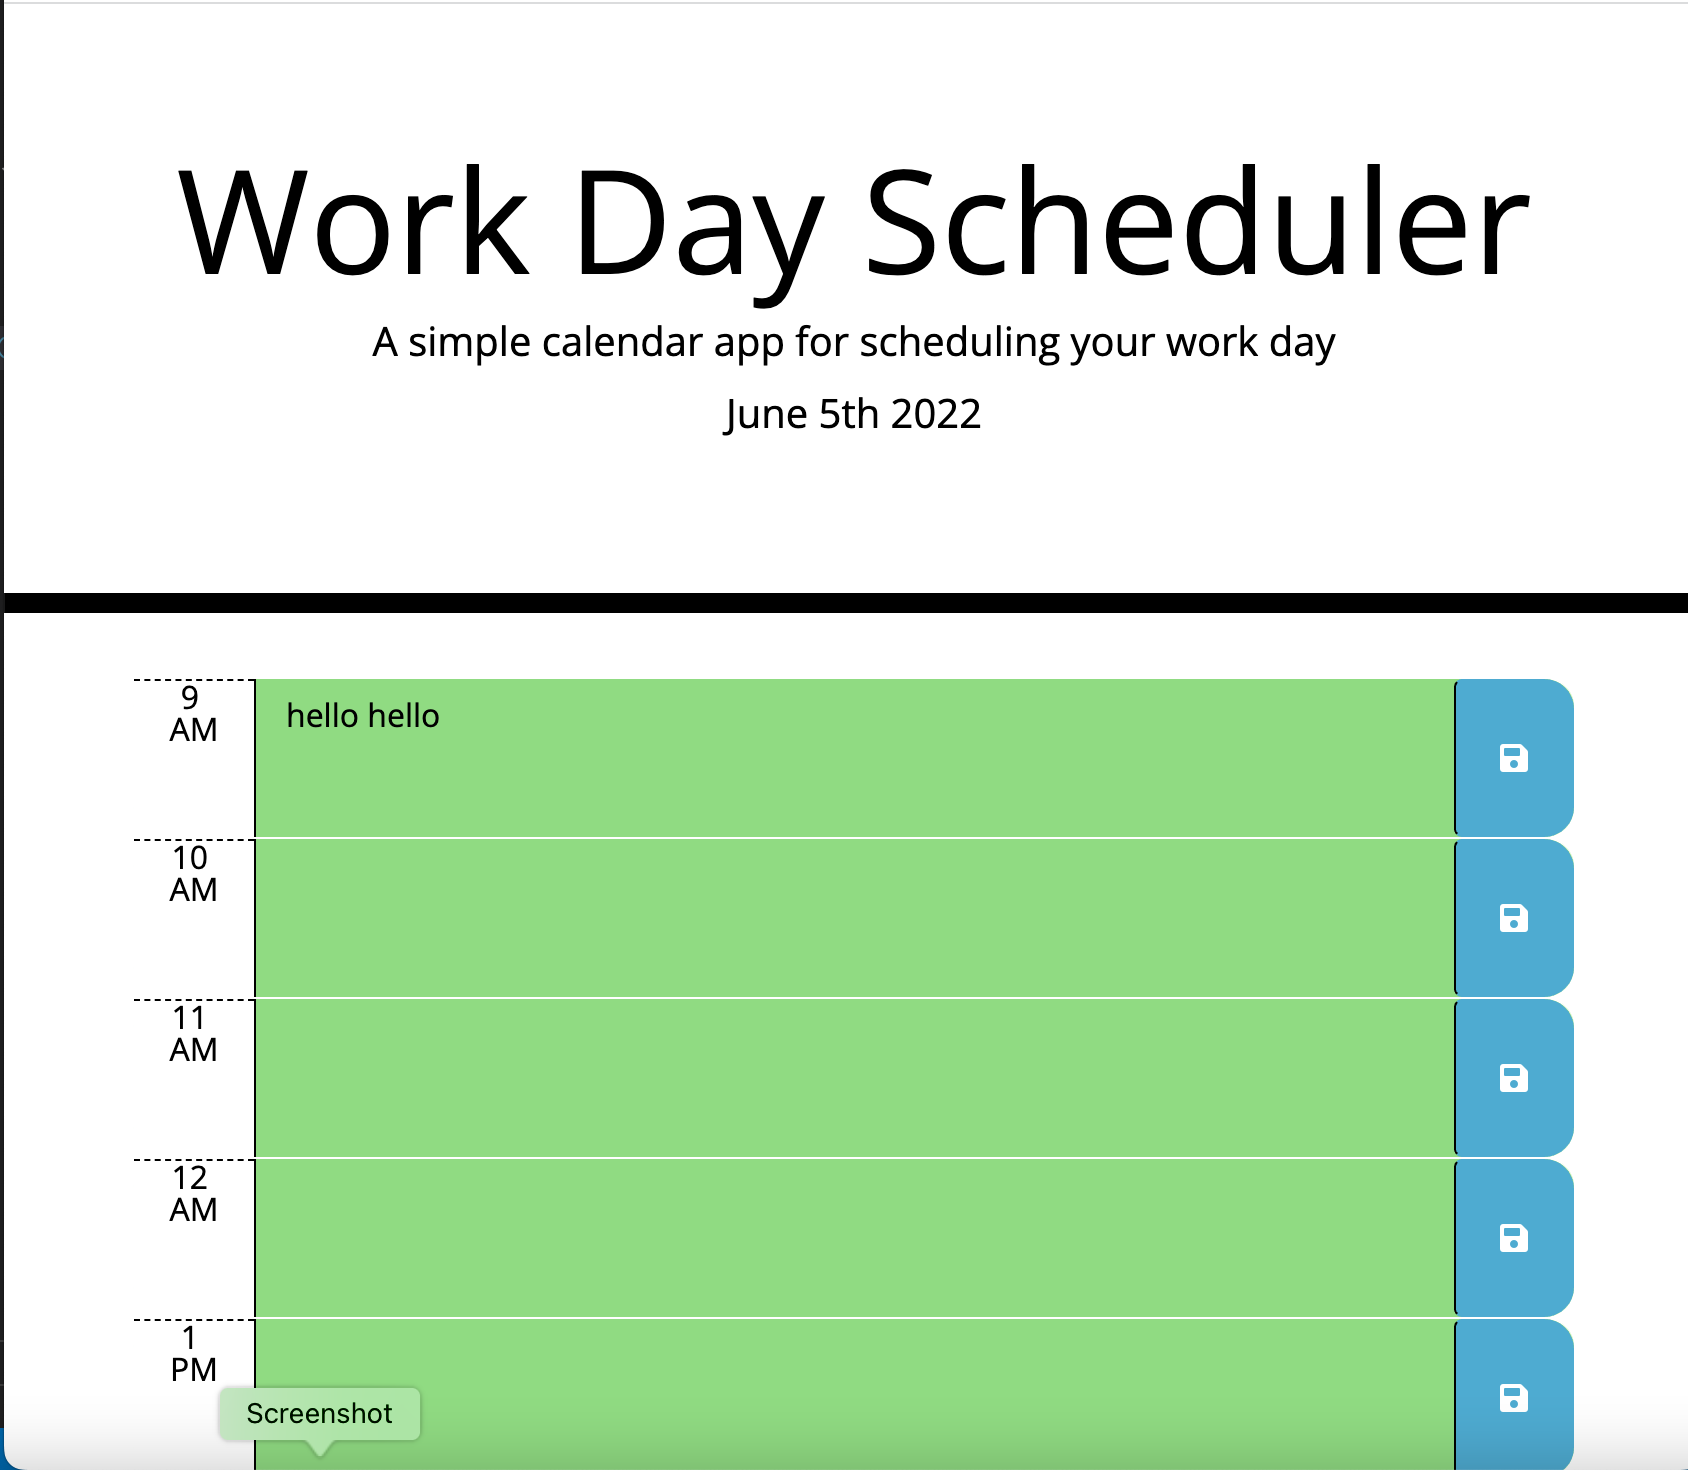 Work Day Scheduler
A simple calendar app for scheduling your work day
June 5th 2022
9
AM
hello hello
10
AM
11
AM
12
AM
1
PM
Screenshot